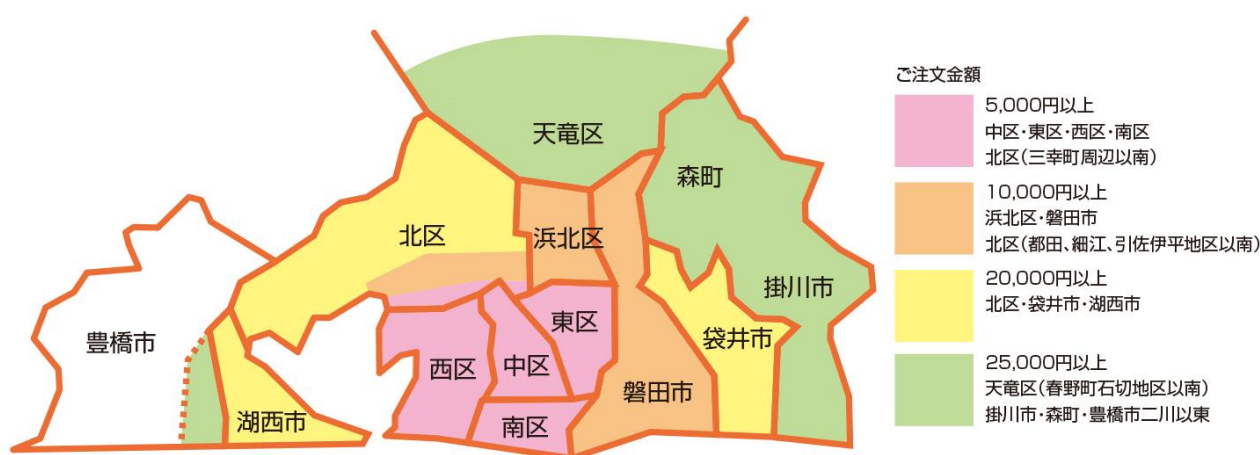 天竜区
森町
北区
浜北区
掛川市
豊橋市
東区
袋井市
西区
中区
磐田市
湖西市
南区
ご注文金額
5,000円以上
中区・東区・西区・南区
北区(三幸町周辺以南)
10,000円以上
浜北区・磐田市
北区(都田、細江、引佐伊平地区以南)
20,000円以上
北区・袋井市・湖西市
25,000円以上
天竜区(春野町石切地区以南)
掛川市・森町・豊橋市二川以東